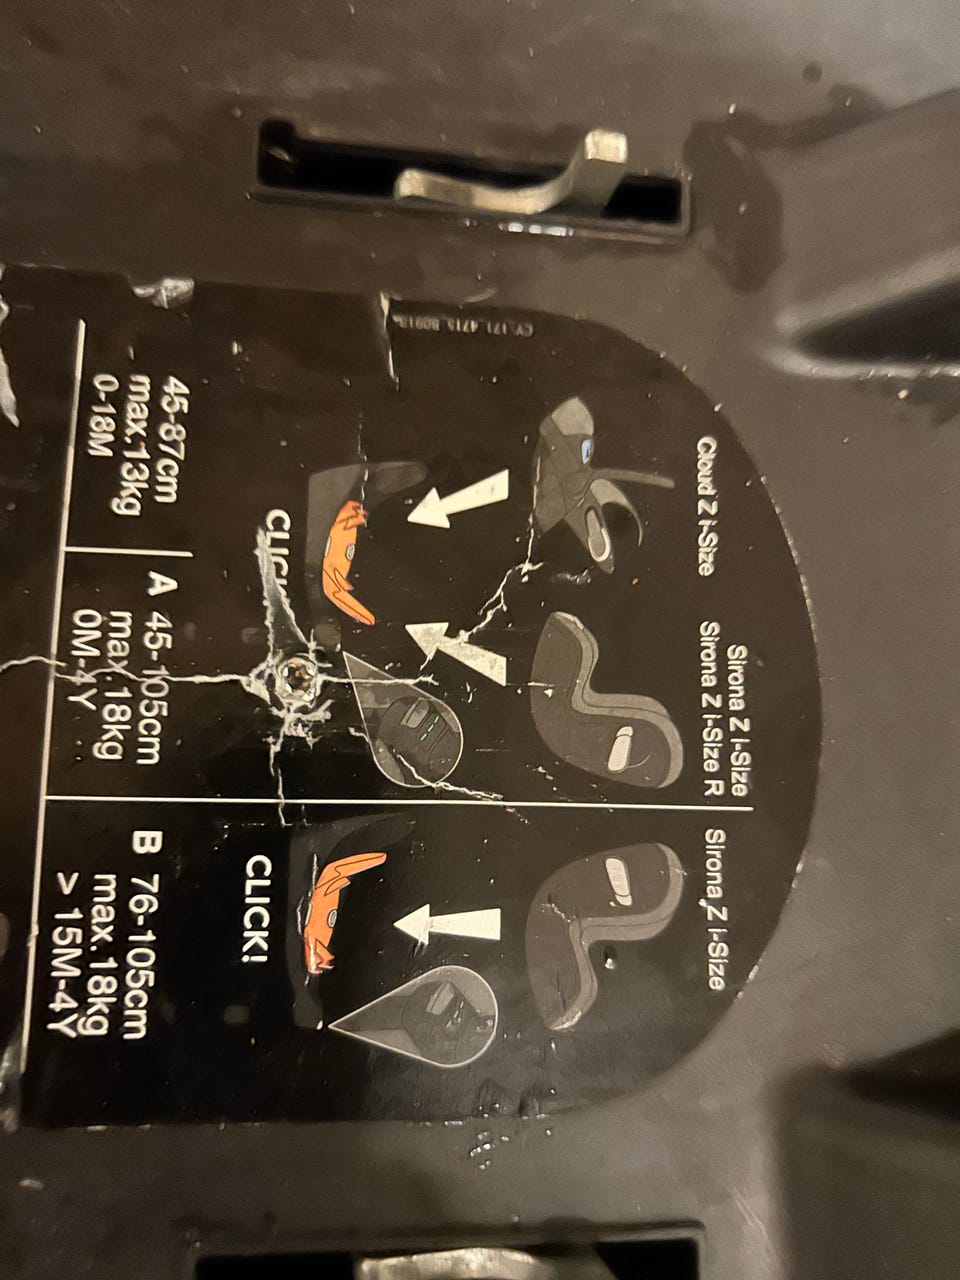 CY_171_4715_B0913
Cloud Z i-Size
Sirona Z I-Size
Sirona Z I-Size R
Sirona Z I-Size
CLICK!
CLICK!
45-87cm
max.13kg
0-18M
A 45-105cm
max.18kg
0M-4Y
B 76-105cm
max.18kg
> 15M-4Y